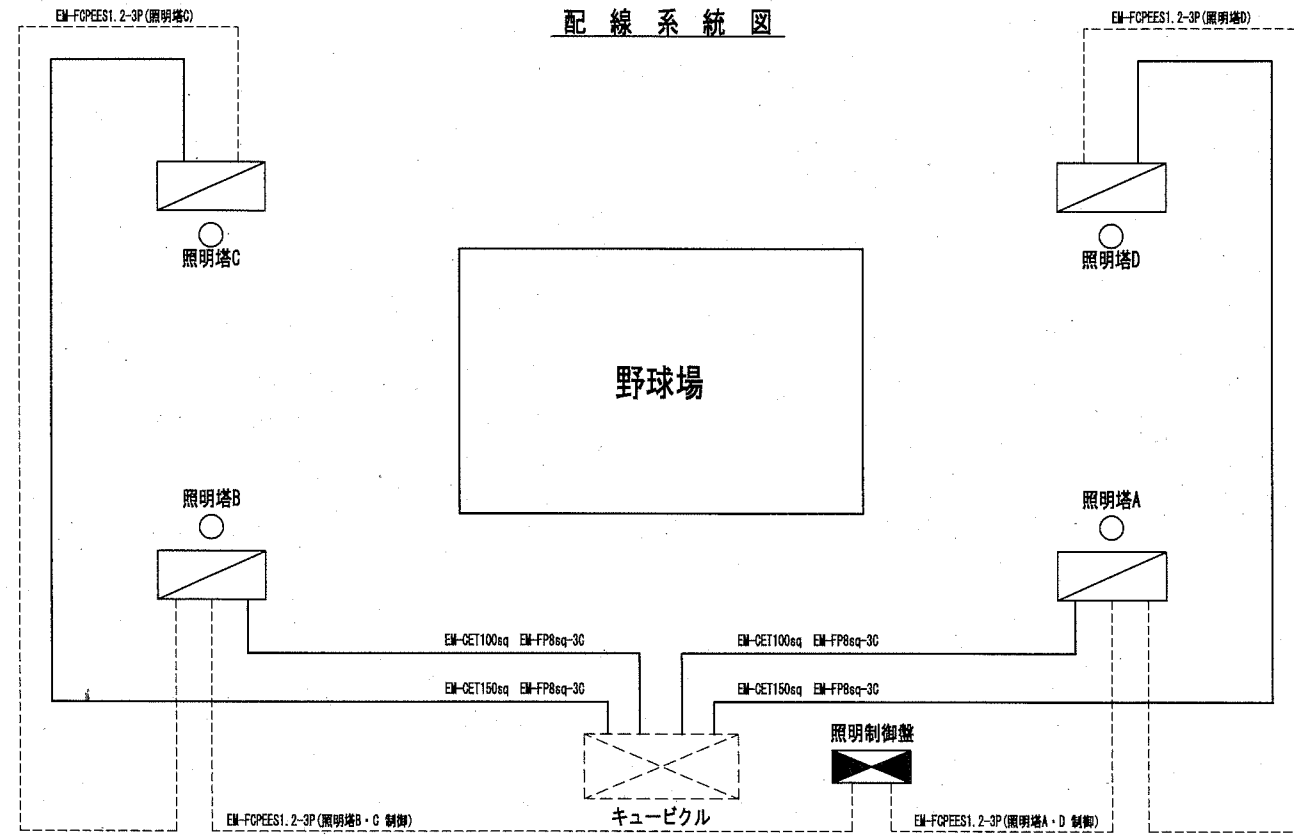 配線系統図
EM-FCPEES1.2-3P(照明塔C)
EM-FCPEES1.2-3P(照明塔D)
照明塔C
照明塔D
野球場
照明塔B
照明塔A
EM-CET100sq EM-FP8sq-3C
EM-CET100sq EM-FP8sq-3C
EM-CET150sq EM-FP8sq-3C
EM-CET150sq EM-FP8sq-3C
照明制御盤
キュービクル
EM-FCPEES1.2-3P(照明塔B・C 制御)
EM-FCPEES1.2-3P(照明塔A・D 制御)